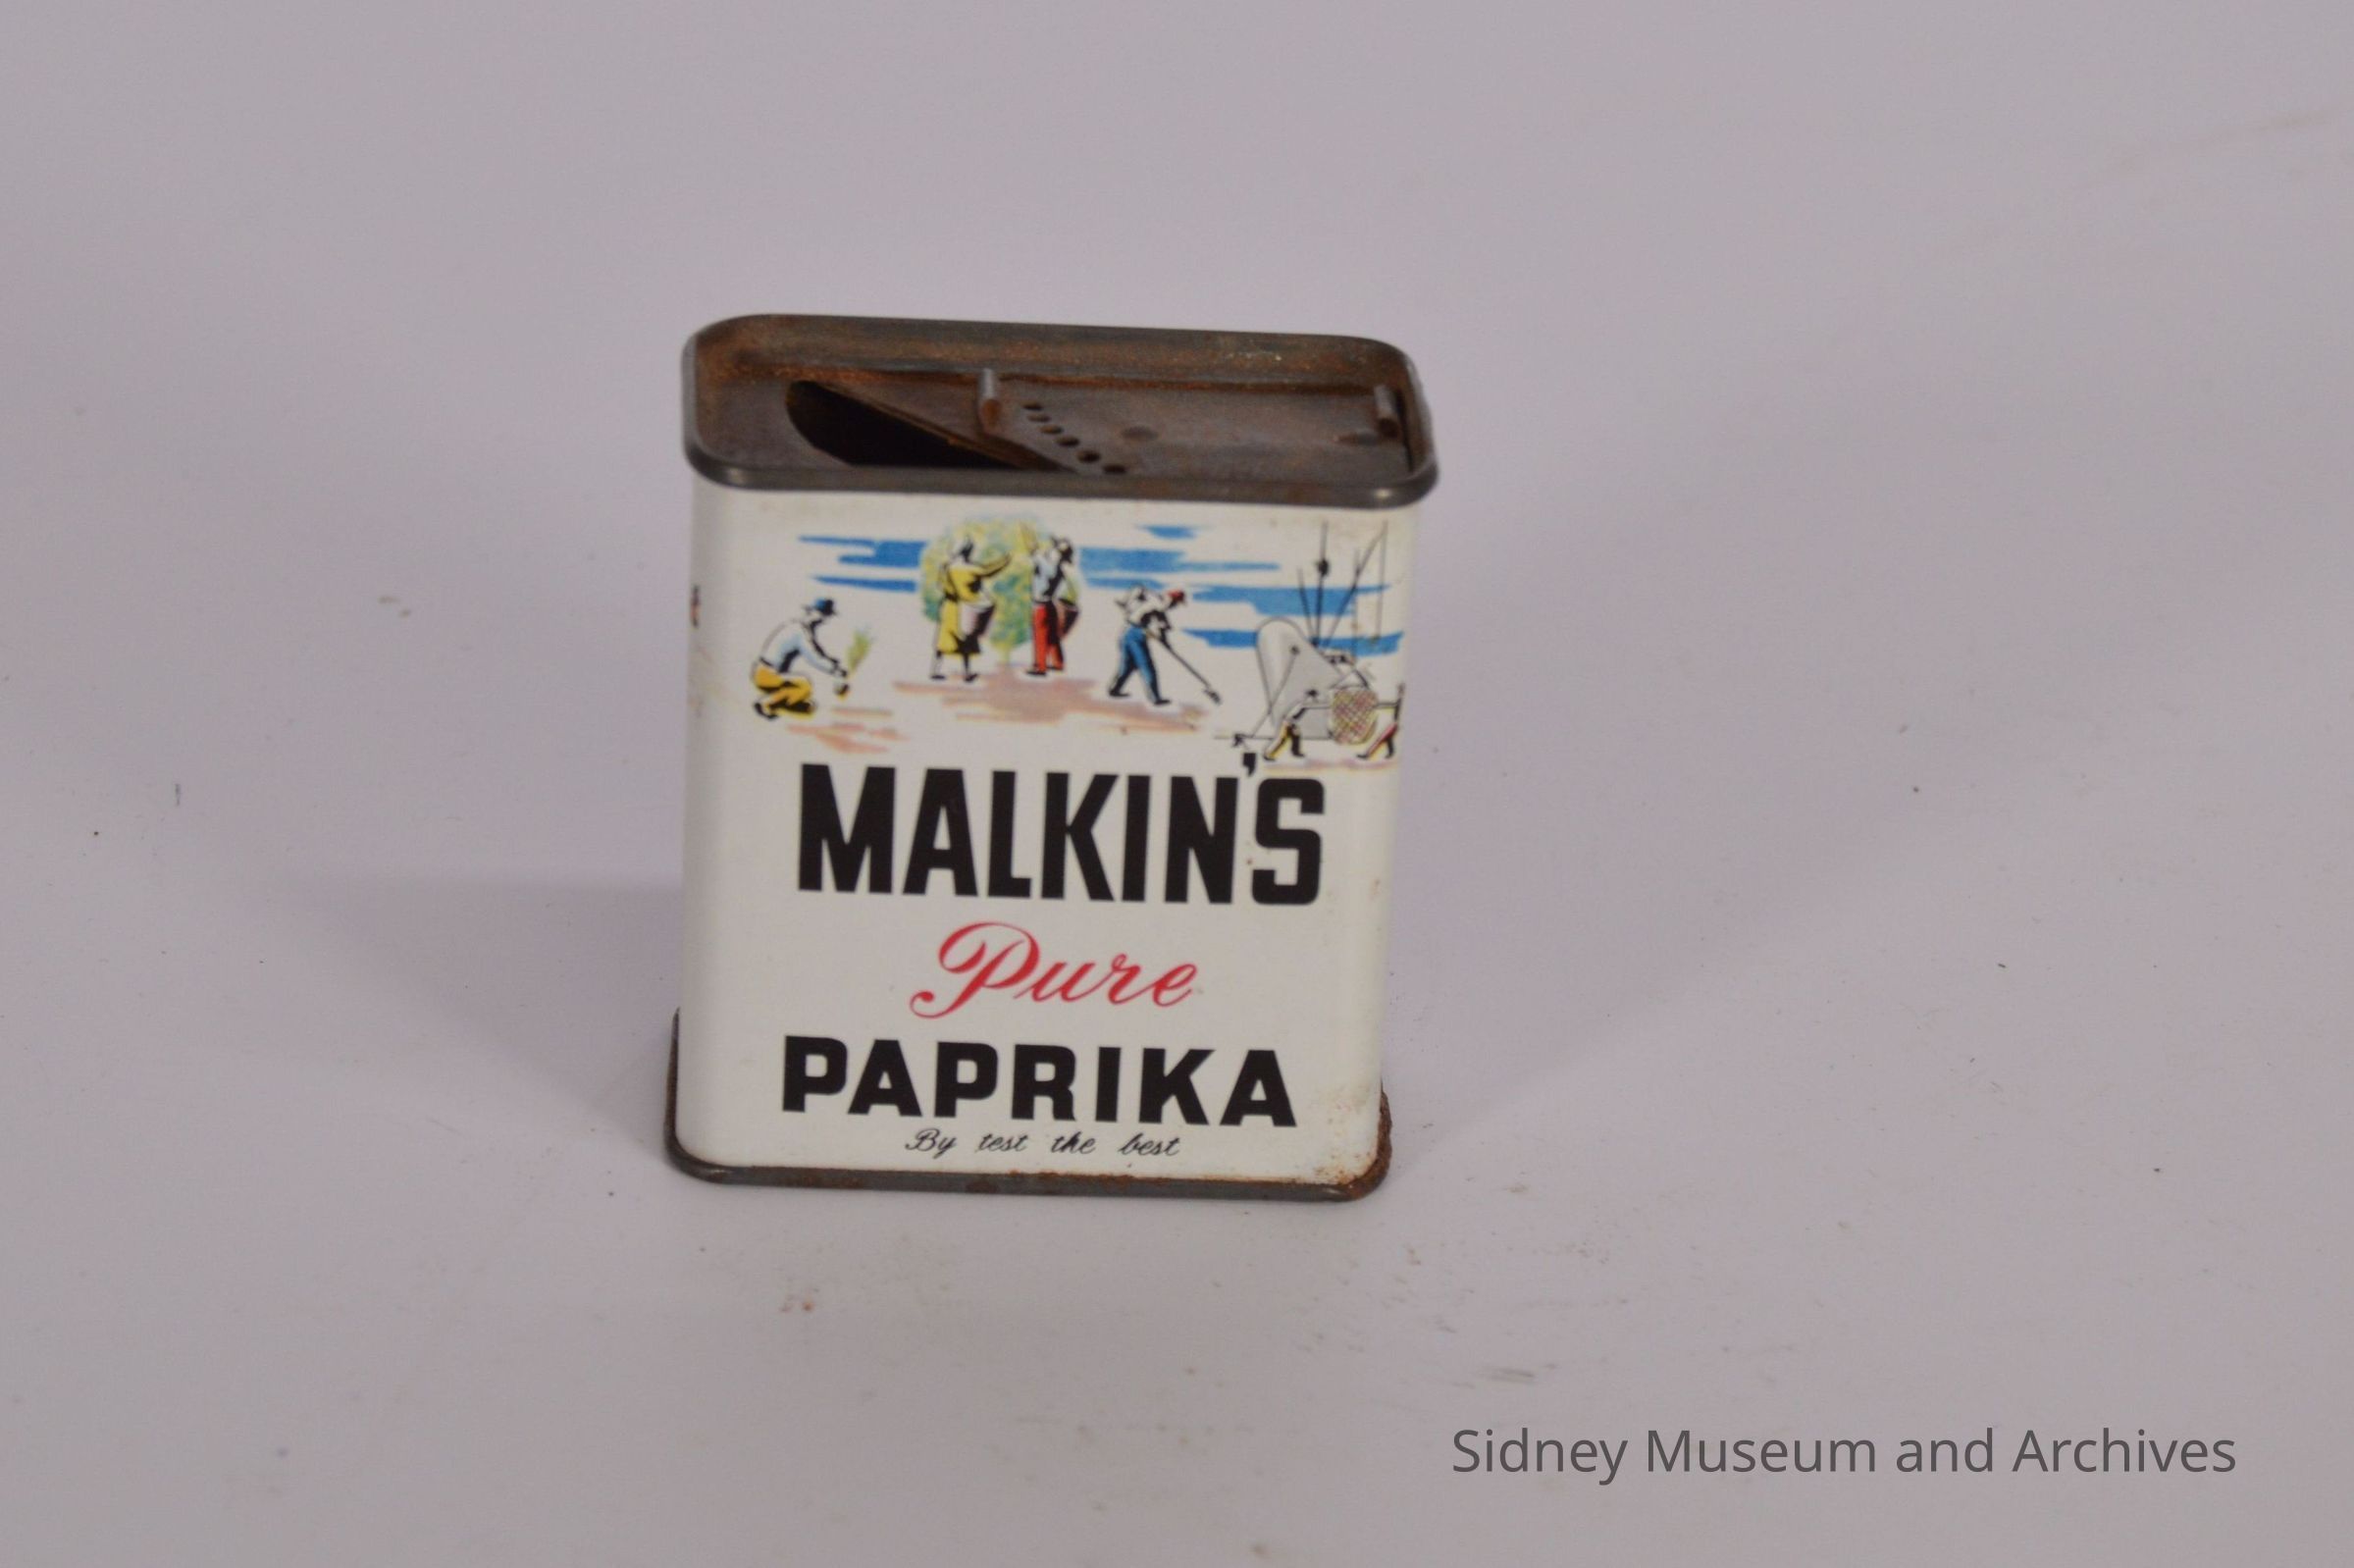 MALKIN'S
Pure
PAPRIKA
By test the best
Sidney Museum and Archives